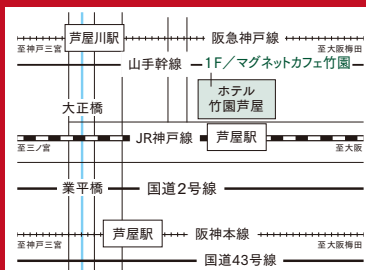 芦屋川駅
阪急神戸線
至神戸三宮
至大阪梅田
山手幹線
1F／マグネットカフェ竹園
ホテル
竹園芦屋
大正橋
JR神戸線
芦屋駅
至三ノ宮
至大阪
業平橋
国道2号線
芦屋駅
阪神本線
至神戸三宮
至大阪梅田
国道43号線